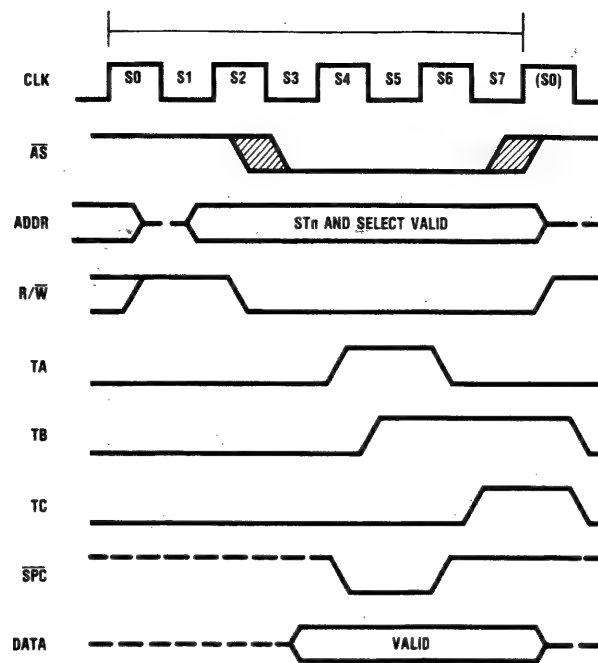 CLK S0 S1 S2 S3 S4 S5 S6 S7 (S0)
AS
ADDR STn AND SELECT VALID
R/W
TA
TB
TC
SPC
DATA VALID